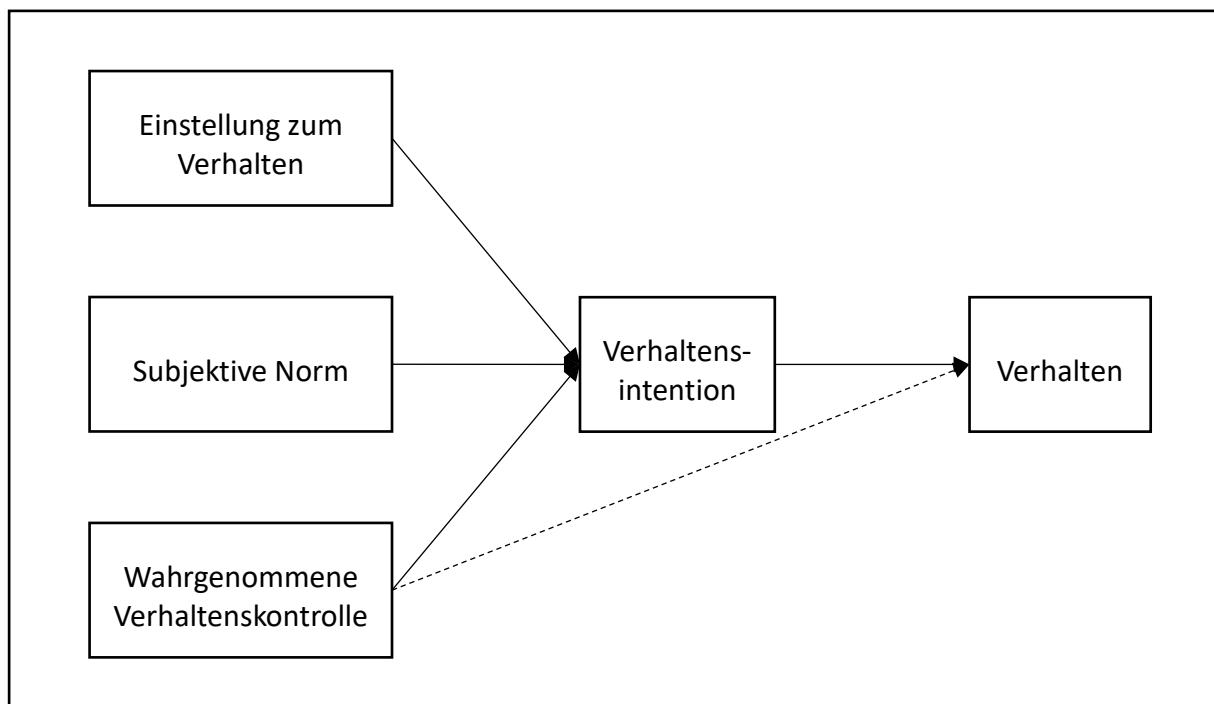 Einstellung zum
Verhalten
Subjektive Norm
Verhaltens-
intention
Verhalten
Wahrgenommene
Verhaltenskontrolle